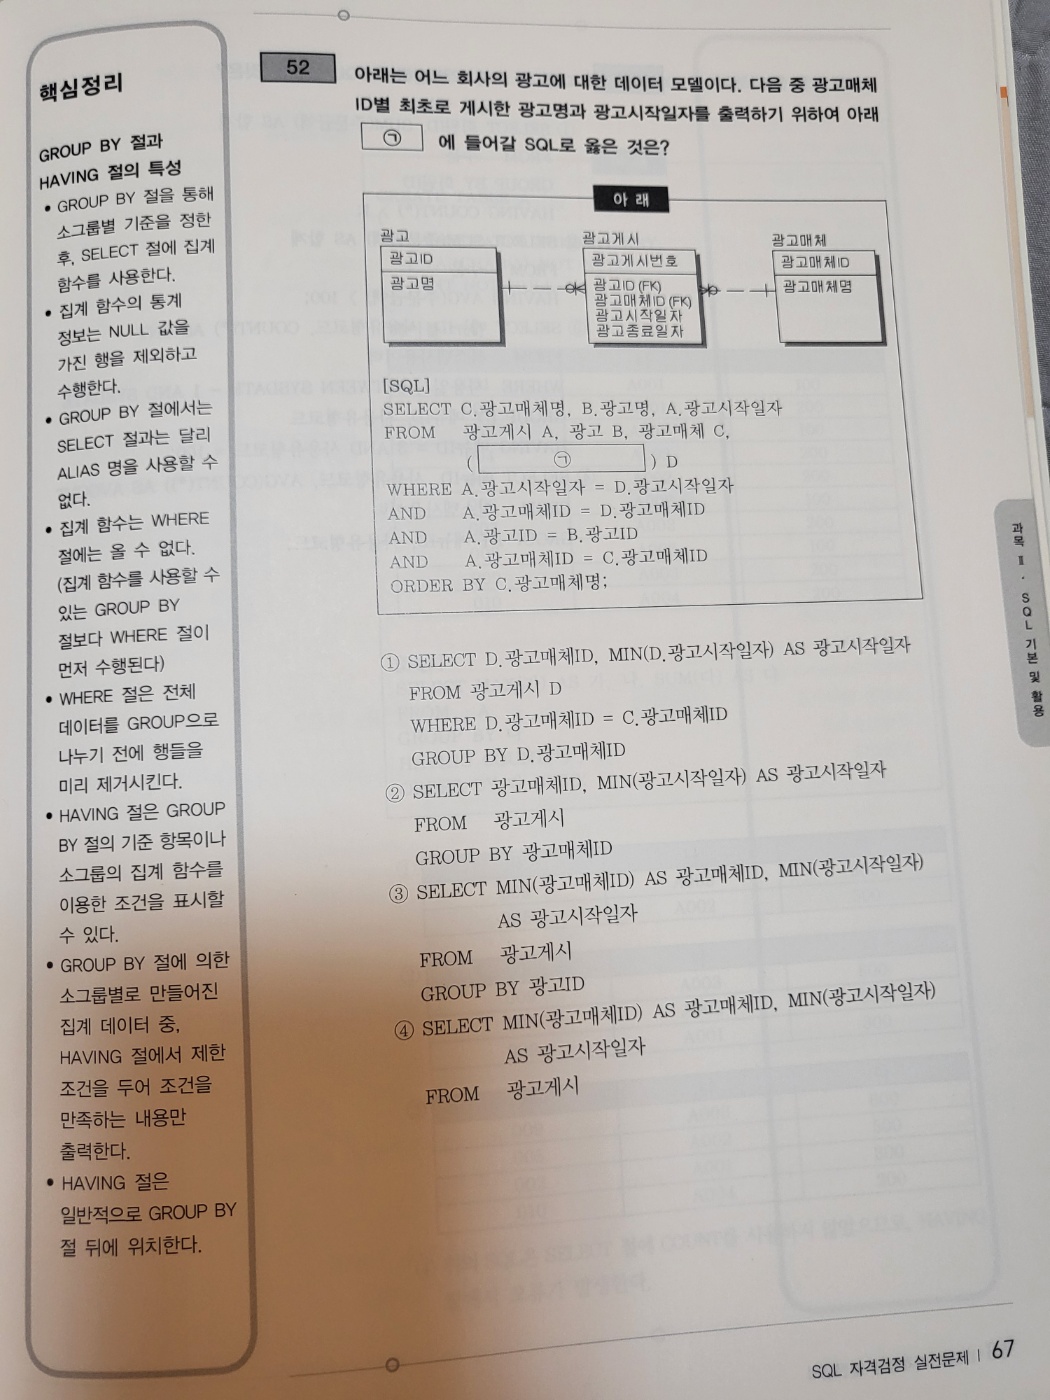 핵심정리
GROUP BY 절과
HAVING 절의 특성
• GROUP BY 절을 통해
소그룹별 기준을 정한
후, SELECT 절에 집계
함수를 사용한다.
• 집계 함수의 통계
정보는 NULL 값을
가진 행을 제외하고
수행한다.
• GROUP BY 절에서는
SELECT 절과는 달리
ALIAS 명을 사용할 수
없다.
• 집계 함수는 WHERE
절에는 올 수 없다.
(집계 함수를 사용할 수
있는 GROUP BY
절보다 WHERE 절이
먼저 수행된다)
• WHERE 절은 전체
데이터를 GROUP으로
나누기 전에 행들을
미리 제거시킨다.
• HAVING 절은 GROUP
BY 절의 기준 항목이나
소그룹의 집계 함수를
이용한 조건을 표시할
수 있다.
• GROUP BY 절에 의한
소그룹별로 만들어진
집계 데이터 중,
HAVING 절에서 제한
조건을 두어 조건을
만족하는 내용만
출력한다.
• HAVING 절은
일반적으로 GROUP BY
절 뒤에 위치한다.
52
아래는 어느 회사의 광고에 대한 데이터 모델이다. 다음 중 광고매체
ID별 최초로 게시한 광고명과 광고시작일자를 출력하기 위하여 아래
㉠ 에 들어갈 SQL로 옳은 것은?
아 래
광고
광고ID
광고명
광고게시
광고게시번호
광고ID (FK)
광고매체ID (FK)
광고시작일자
광고종료일자
광고매체
광고매체ID
광고매체명
[SQL]
SELECT C.광고매체명, B.광고명, A.광고시작일자
FROM 광고게시 A, 광고 B, 광고매체 C,
( ㉠ ) D
WHERE A.광고시작일자 = D.광고시작일자
AND A.광고매체ID = D.광고매체ID
AND A.광고ID = B.광고ID
AND A.광고매체ID = C.광고매체ID
ORDER BY C.광고매체명;
① SELECT D.광고매체ID, MIN(D.광고시작일자) AS 광고시작일자
FROM 광고게시 D
WHERE D.광고매체ID = C.광고매체ID
GROUP BY D.광고매체ID
② SELECT 광고매체ID, MIN(광고시작일자) AS 광고시작일자
FROM 광고게시
GROUP BY 광고매체ID
③ SELECT MIN(광고매체ID) AS 광고매체ID, MIN(광고시작일자)
AS 광고시작일자
FROM 광고게시
GROUP BY 광고ID
④ SELECT MIN(광고매체ID) AS 광고매체ID, MIN(광고시작일자)
AS 광고시작일자
FROM 광고게시
과목 Ⅱ · SQL 기본 및 활용
SQL 자격검정 실전문제 | 67